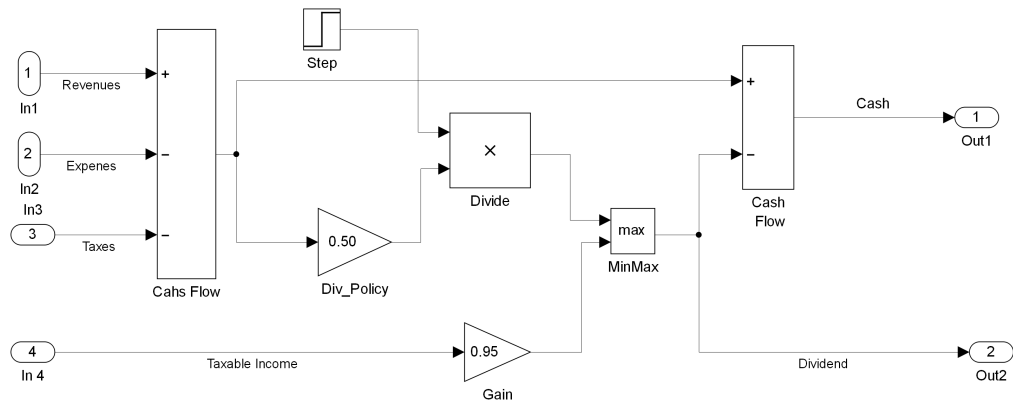 Step
1
Revenues
In1
+
2
Expenes
In2
−
In3
3
Taxes
−
Cahs Flow
×
Divide
0.50
Div_Policy
max
MinMax
+
−
Cash
Flow
Cash
1
Out1
4
Taxable Income
In 4
0.95
Gain
Dividend
2
Out2